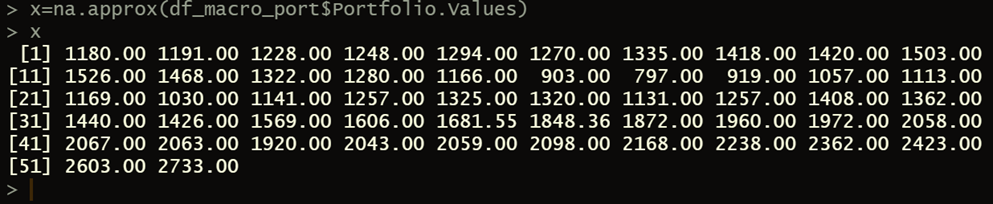 > x=na.approx(df_macro_port$Portfolio.Values)
> x
[1] 1180.00 1191.00 1228.00 1248.00 1294.00 1270.00 1335.00 1418.00 1420.00 1503.00
[11] 1526.00 1468.00 1322.00 1280.00 1166.00 903.00 797.00 919.00 1057.00 1113.00
[21] 1169.00 1030.00 1141.00 1257.00 1325.00 1320.00 1131.00 1257.00 1408.00 1362.00
[31] 1440.00 1426.00 1569.00 1606.00 1681.55 1848.36 1872.00 1960.00 1972.00 2058.00
[41] 2067.00 2063.00 1920.00 2043.00 2059.00 2098.00 2168.00 2238.00 2362.00 2423.00
[51] 2603.00 2733.00
>